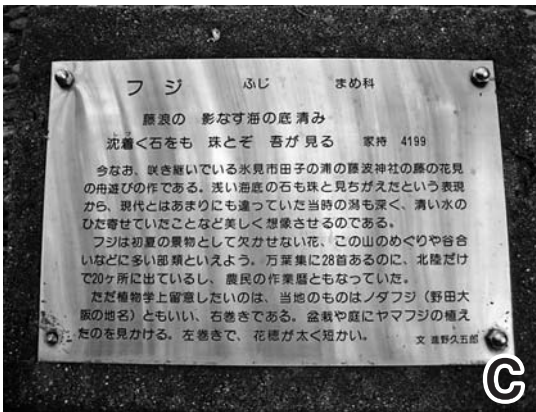 フジ ふじ まめ科
藤浪の 影なす海の底清み
沈着く石をも 珠とぞ 吾が見る 家持 4199
今なお、咲き継いでいる氷見市田子の浦の藤波神社の藤の花見
の舟遊びの作である。浅い海底の石も珠と見ちがえたという表現
から、現代とはあまりにも違っていた当時の潟も深く、清い水の
ひた寄せていたことなど美しく想像させるのである。
フジは初夏の景物として欠かせない花、この山のめぐりや谷合
いなどに多い部類といえよう。万葉集に28首あるのに、北陸だけ
で20ヶ所に出ているし、農民の作業暦ともなっていた。
ただ植物学上留意したいのは、当地のものはノダフジ(野田大
阪の地名)ともいい、右巻きである。盆栽や庭にヤマフジの植え
たのを見かける。左巻きで、花穂が太く短かい。
文 進野久五郎
C